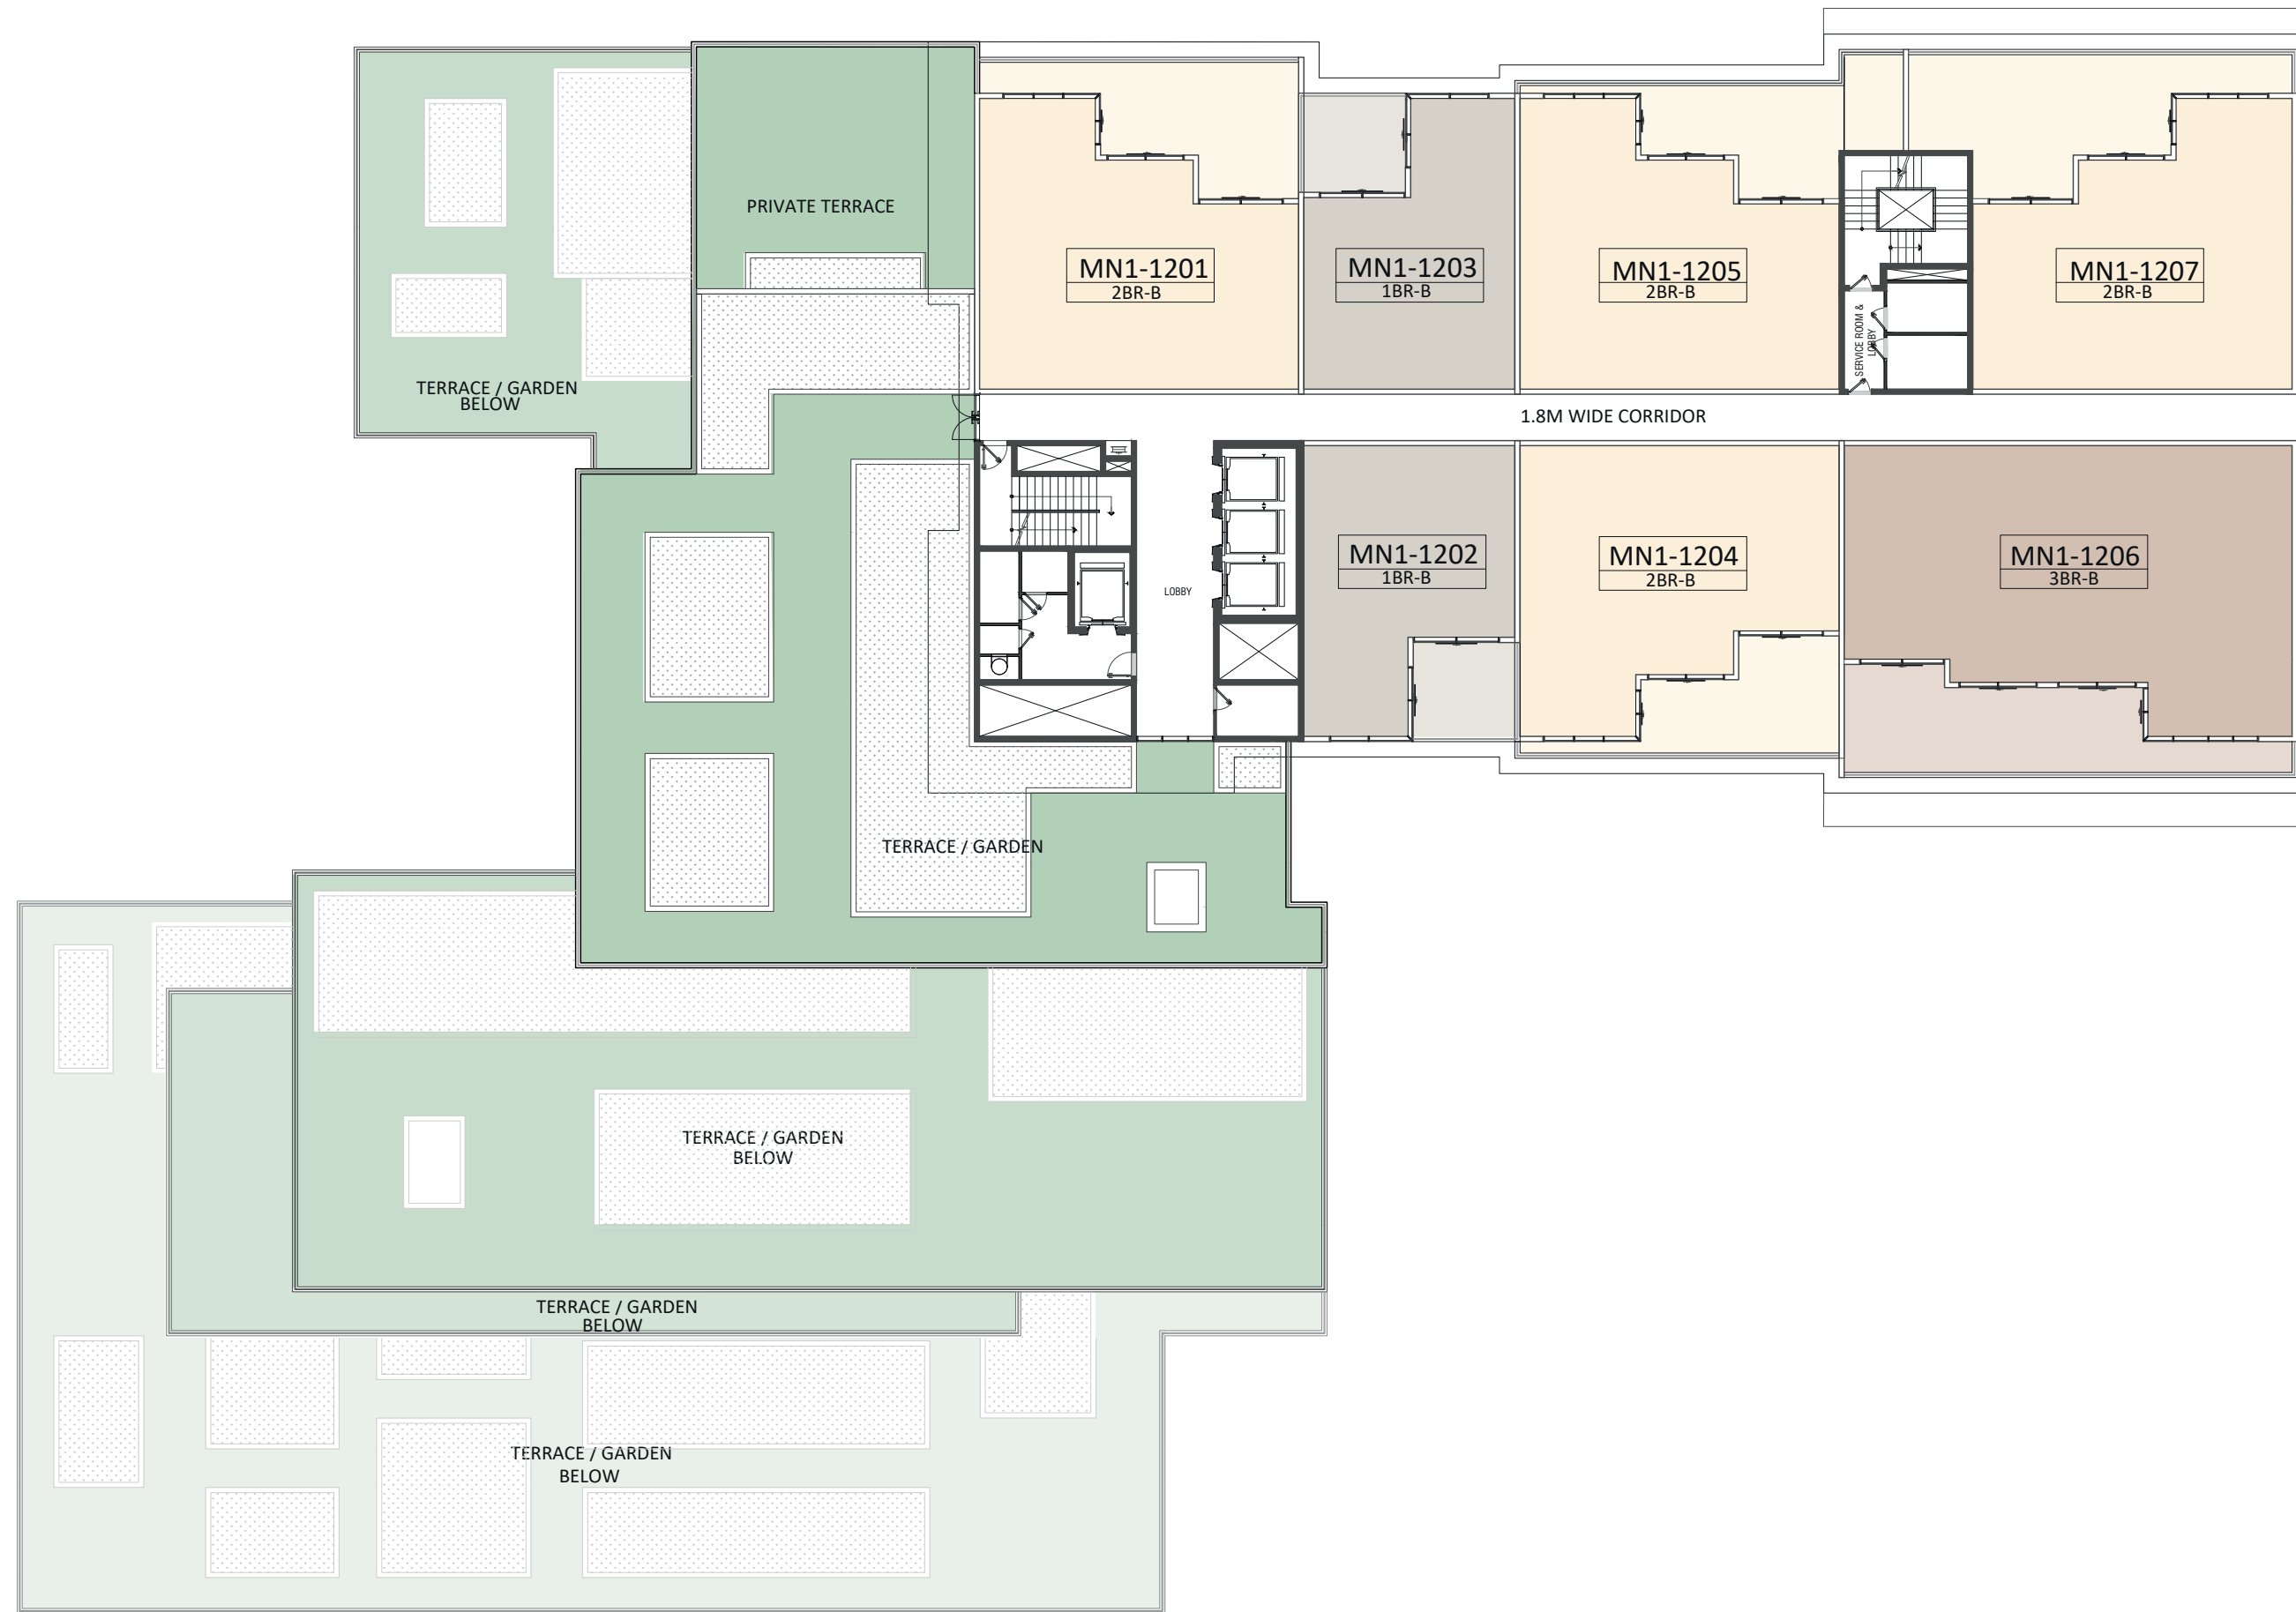 PRIVATE TERRACE
MN1-1201
2BR-B
MN1-1203
1BR-B
MN1-1205
2BR-B
MN1-1207
2BR-B
SERVICE ROOM &
LOBBY
TERRACE / GARDEN
BELOW
1.8M WIDE CORRIDOR
MN1-1202
1BR-B
MN1-1204
2BR-B
MN1-1206
3BR-B
LOBBY
TERRACE / GARDEN
TERRACE / GARDEN
BELOW
TERRACE / GARDEN
BELOW
TERRACE / GARDEN
BELOW